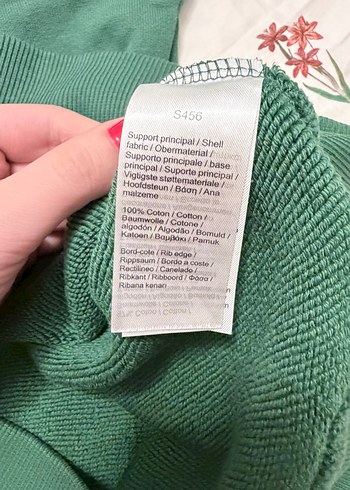 S456
Support principal / Shell
fabric / Obermaterial /
Supporto principale / base
principal / Suporte principal /
Vigtigste støttemateriale /
Hoofdsteun / Βάση / Ana
malzeme
100% Coton / Cotton /
Baumwolle / Cotone /
algodón / Algodão / Bomuld /
Katoen / Βαμβάκι / Pamuk
Bord-cote / Rib edge /
Rippsaum / Bordo a coste /
Rectilineo / Canelado /
Ribkant / Ribboord / Φάσα /
Ribana kenarı